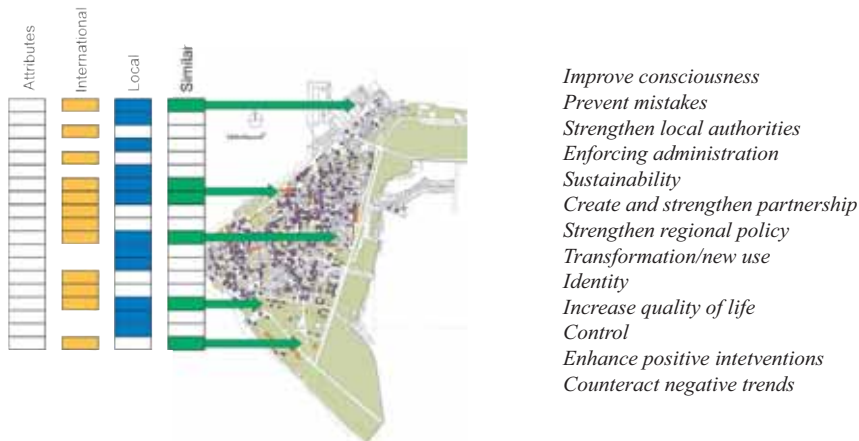 Attributes
International
Local
Similar
Improve consciousness
Prevent mistakes
Strengthen local authorities
Enforcing administration
Sustainability
Create and strengthen partnership
Strengthen regional policy
Transformation/new use
Identity
Increase quality of life
Control
Enhance positive intetventions
Counteract negative trends